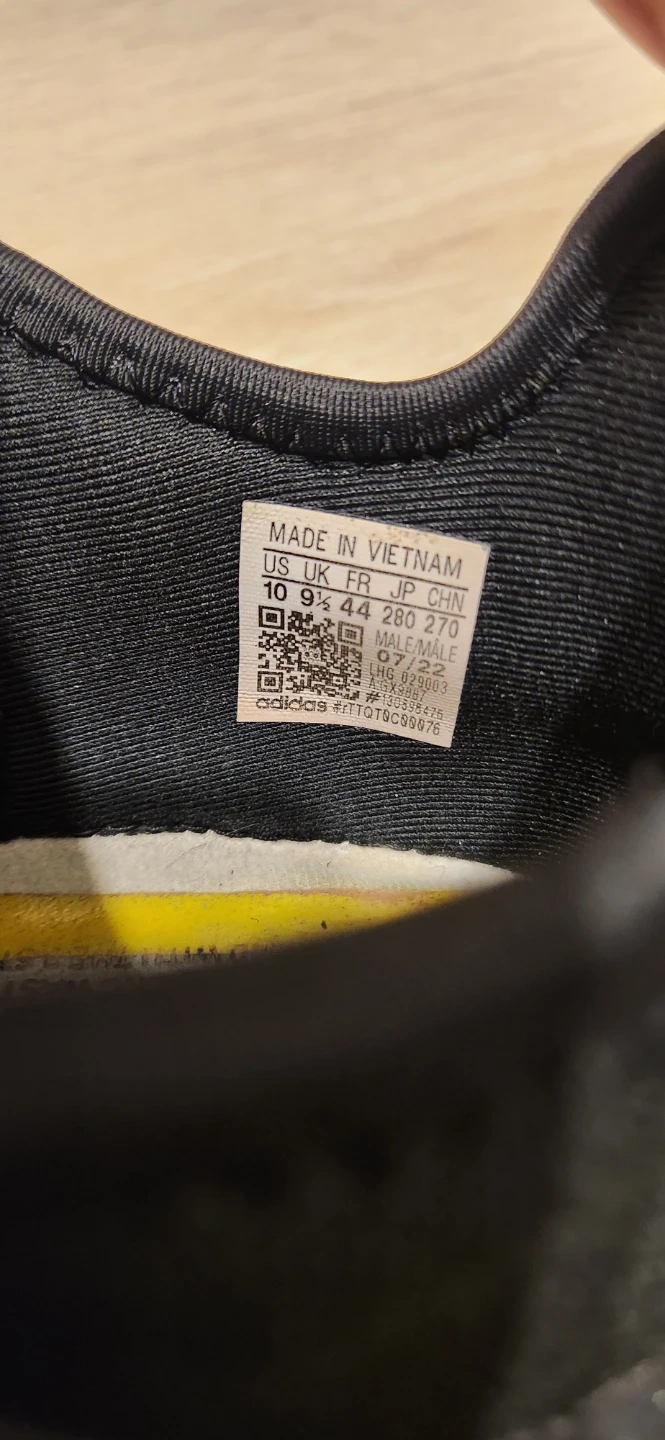 MADE IN VIETNAM
US UK FR JP CHN
10 9½ 44 280 270
MALE/MÂLE
07/22
LHG 029003
adidas #rTTQT0C00076